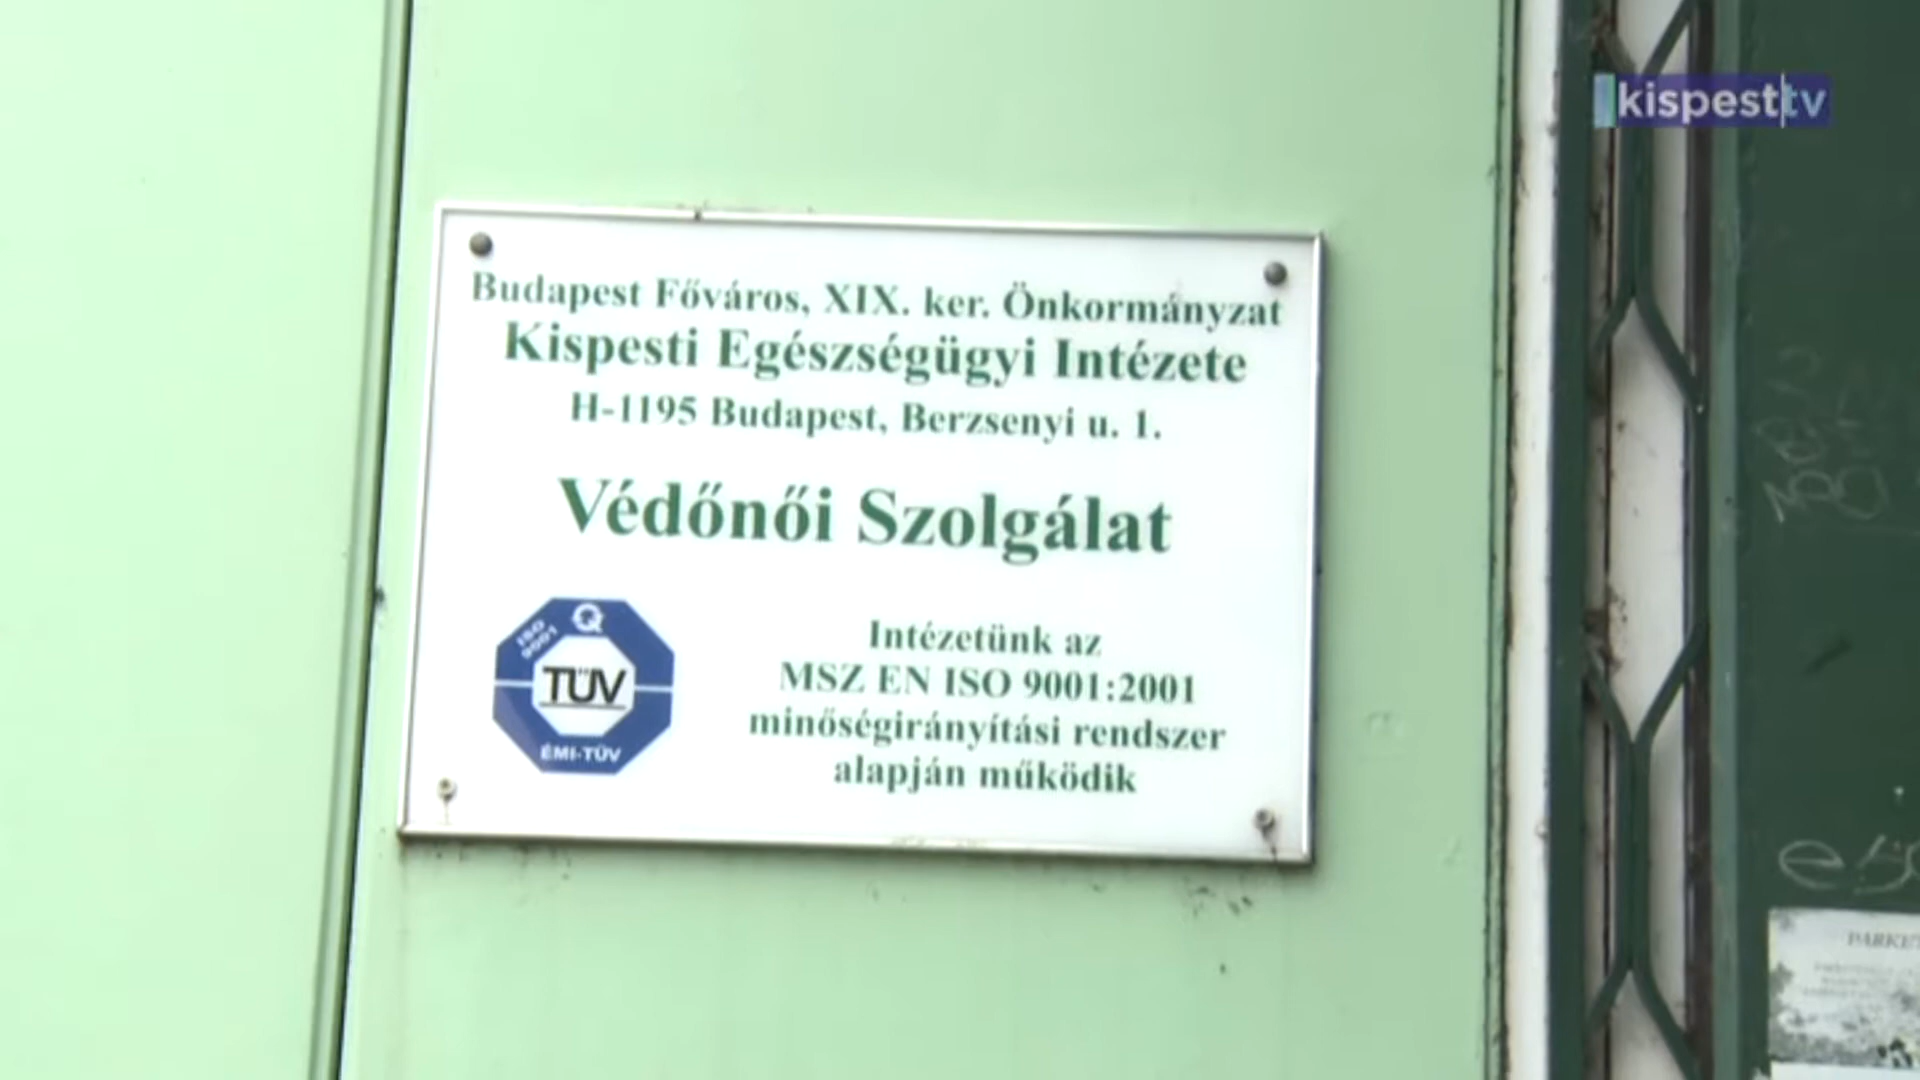 kispest tv
Budapest Főváros, XIX. ker. Önkormányzat
Kispesti Egészségügyi Intézete
H-1195 Budapest, Berzsenyi u. 1.
Védőnői Szolgálat
Q
ISO
9001
TÜV
ÉMI-TÜV
Intézetünk az
MSZ EN ISO 9001:2001
minőségirányítási rendszer
alapján működik